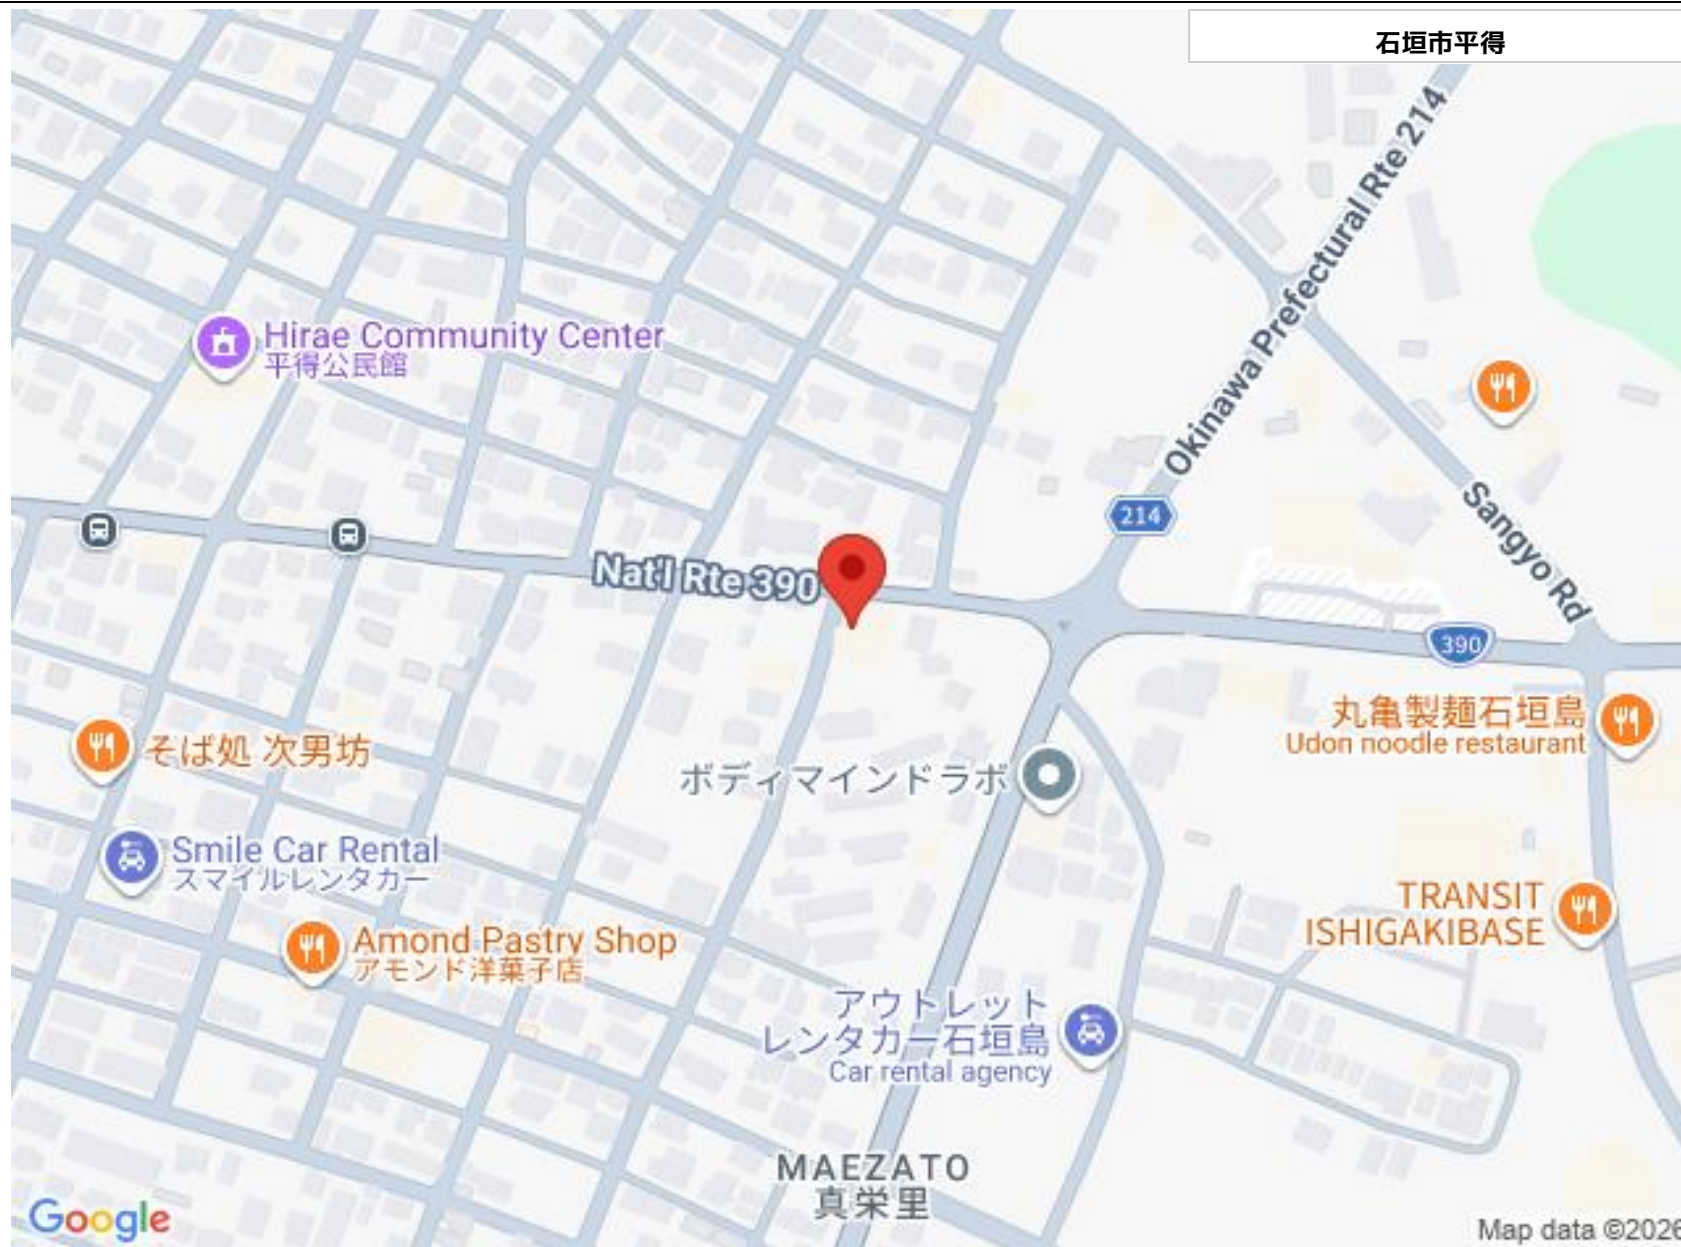 石垣市平得
Okinawa Prefectural Rte 214
Hirae Community Center
平得公民館
214
Sangyo Rd
Nat'l Rte 390
390
丸亀製麺石垣島
Udon noodle restaurant
そば処 次男坊
ボディマインドラボ
Smile Car Rental
スマイルレンタカー
TRANSIT
ISHIGAKIBASE
Amond Pastry Shop
アモンド洋菓子店
アウトレット
レンタカー石垣島
Car rental agency
MAEZATO
真栄里
Google
Map data ©2026